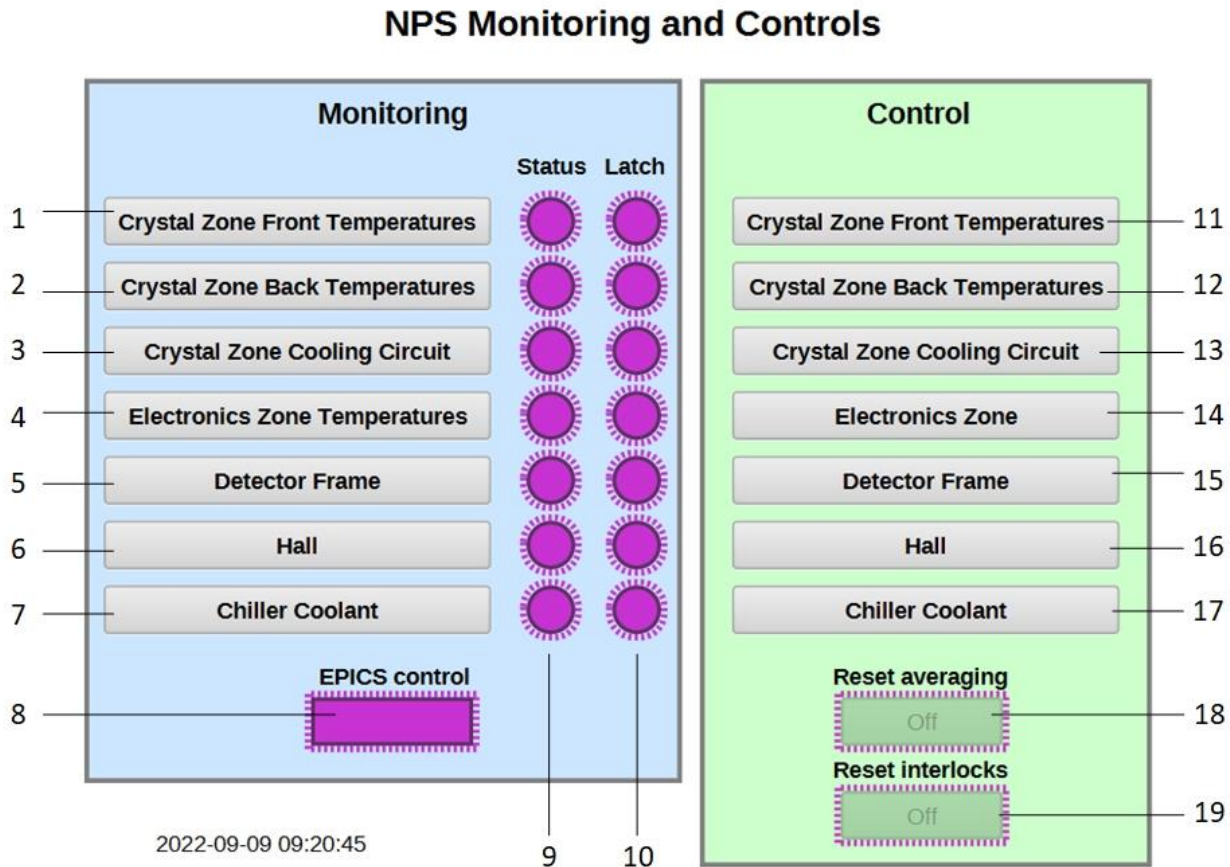 NPS Monitoring and Controls
Monitoring
Status Latch
1 Crystal Zone Front Temperatures
2 Crystal Zone Back Temperatures
3 Crystal Zone Cooling Circuit
4 Electronics Zone Temperatures
5 Detector Frame
6 Hall
7 Chiller Coolant
EPICS control
8
2022-09-09 09:20:45
9 10
Control
Crystal Zone Front Temperatures 11
Crystal Zone Back Temperatures 12
Crystal Zone Cooling Circuit 13
Electronics Zone 14
Detector Frame 15
Hall 16
Chiller Coolant 17
Reset averaging
Off 18
Reset interlocks
Off 19